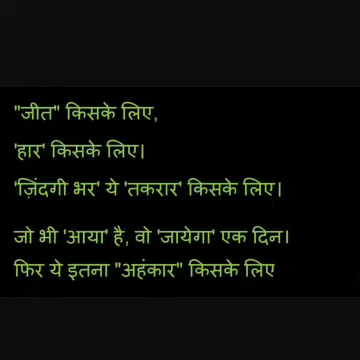 "जीत" किसके लिए,
'हार' किसके लिए।
'ज़िंदगी भर' ये 'तकरार' किसके लिए।
जो भी 'आया' है, वो 'जायेगा' एक दिन।
फिर ये इतना "अहंकार" किसके लिए